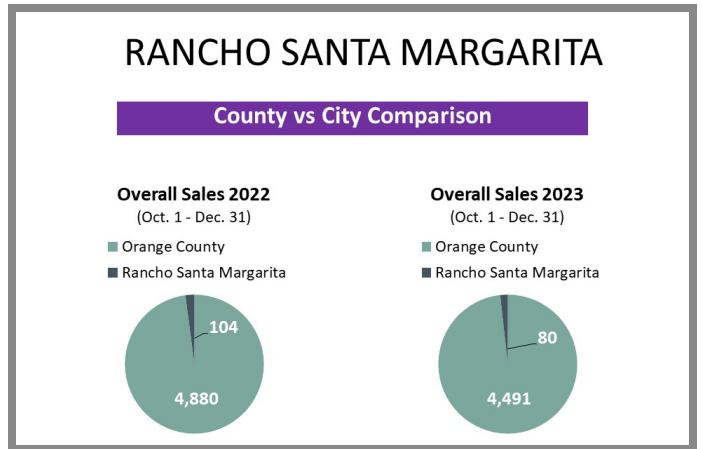 RANCHO SANTA MARGARITA
County vs City Comparison
Overall Sales 2022
(Oct. 1 - Dec. 31)
Orange County
Rancho Santa Margarita
104
4,880
Overall Sales 2023
(Oct. 1 - Dec. 31)
Orange County
Rancho Santa Margarita
80
4,491